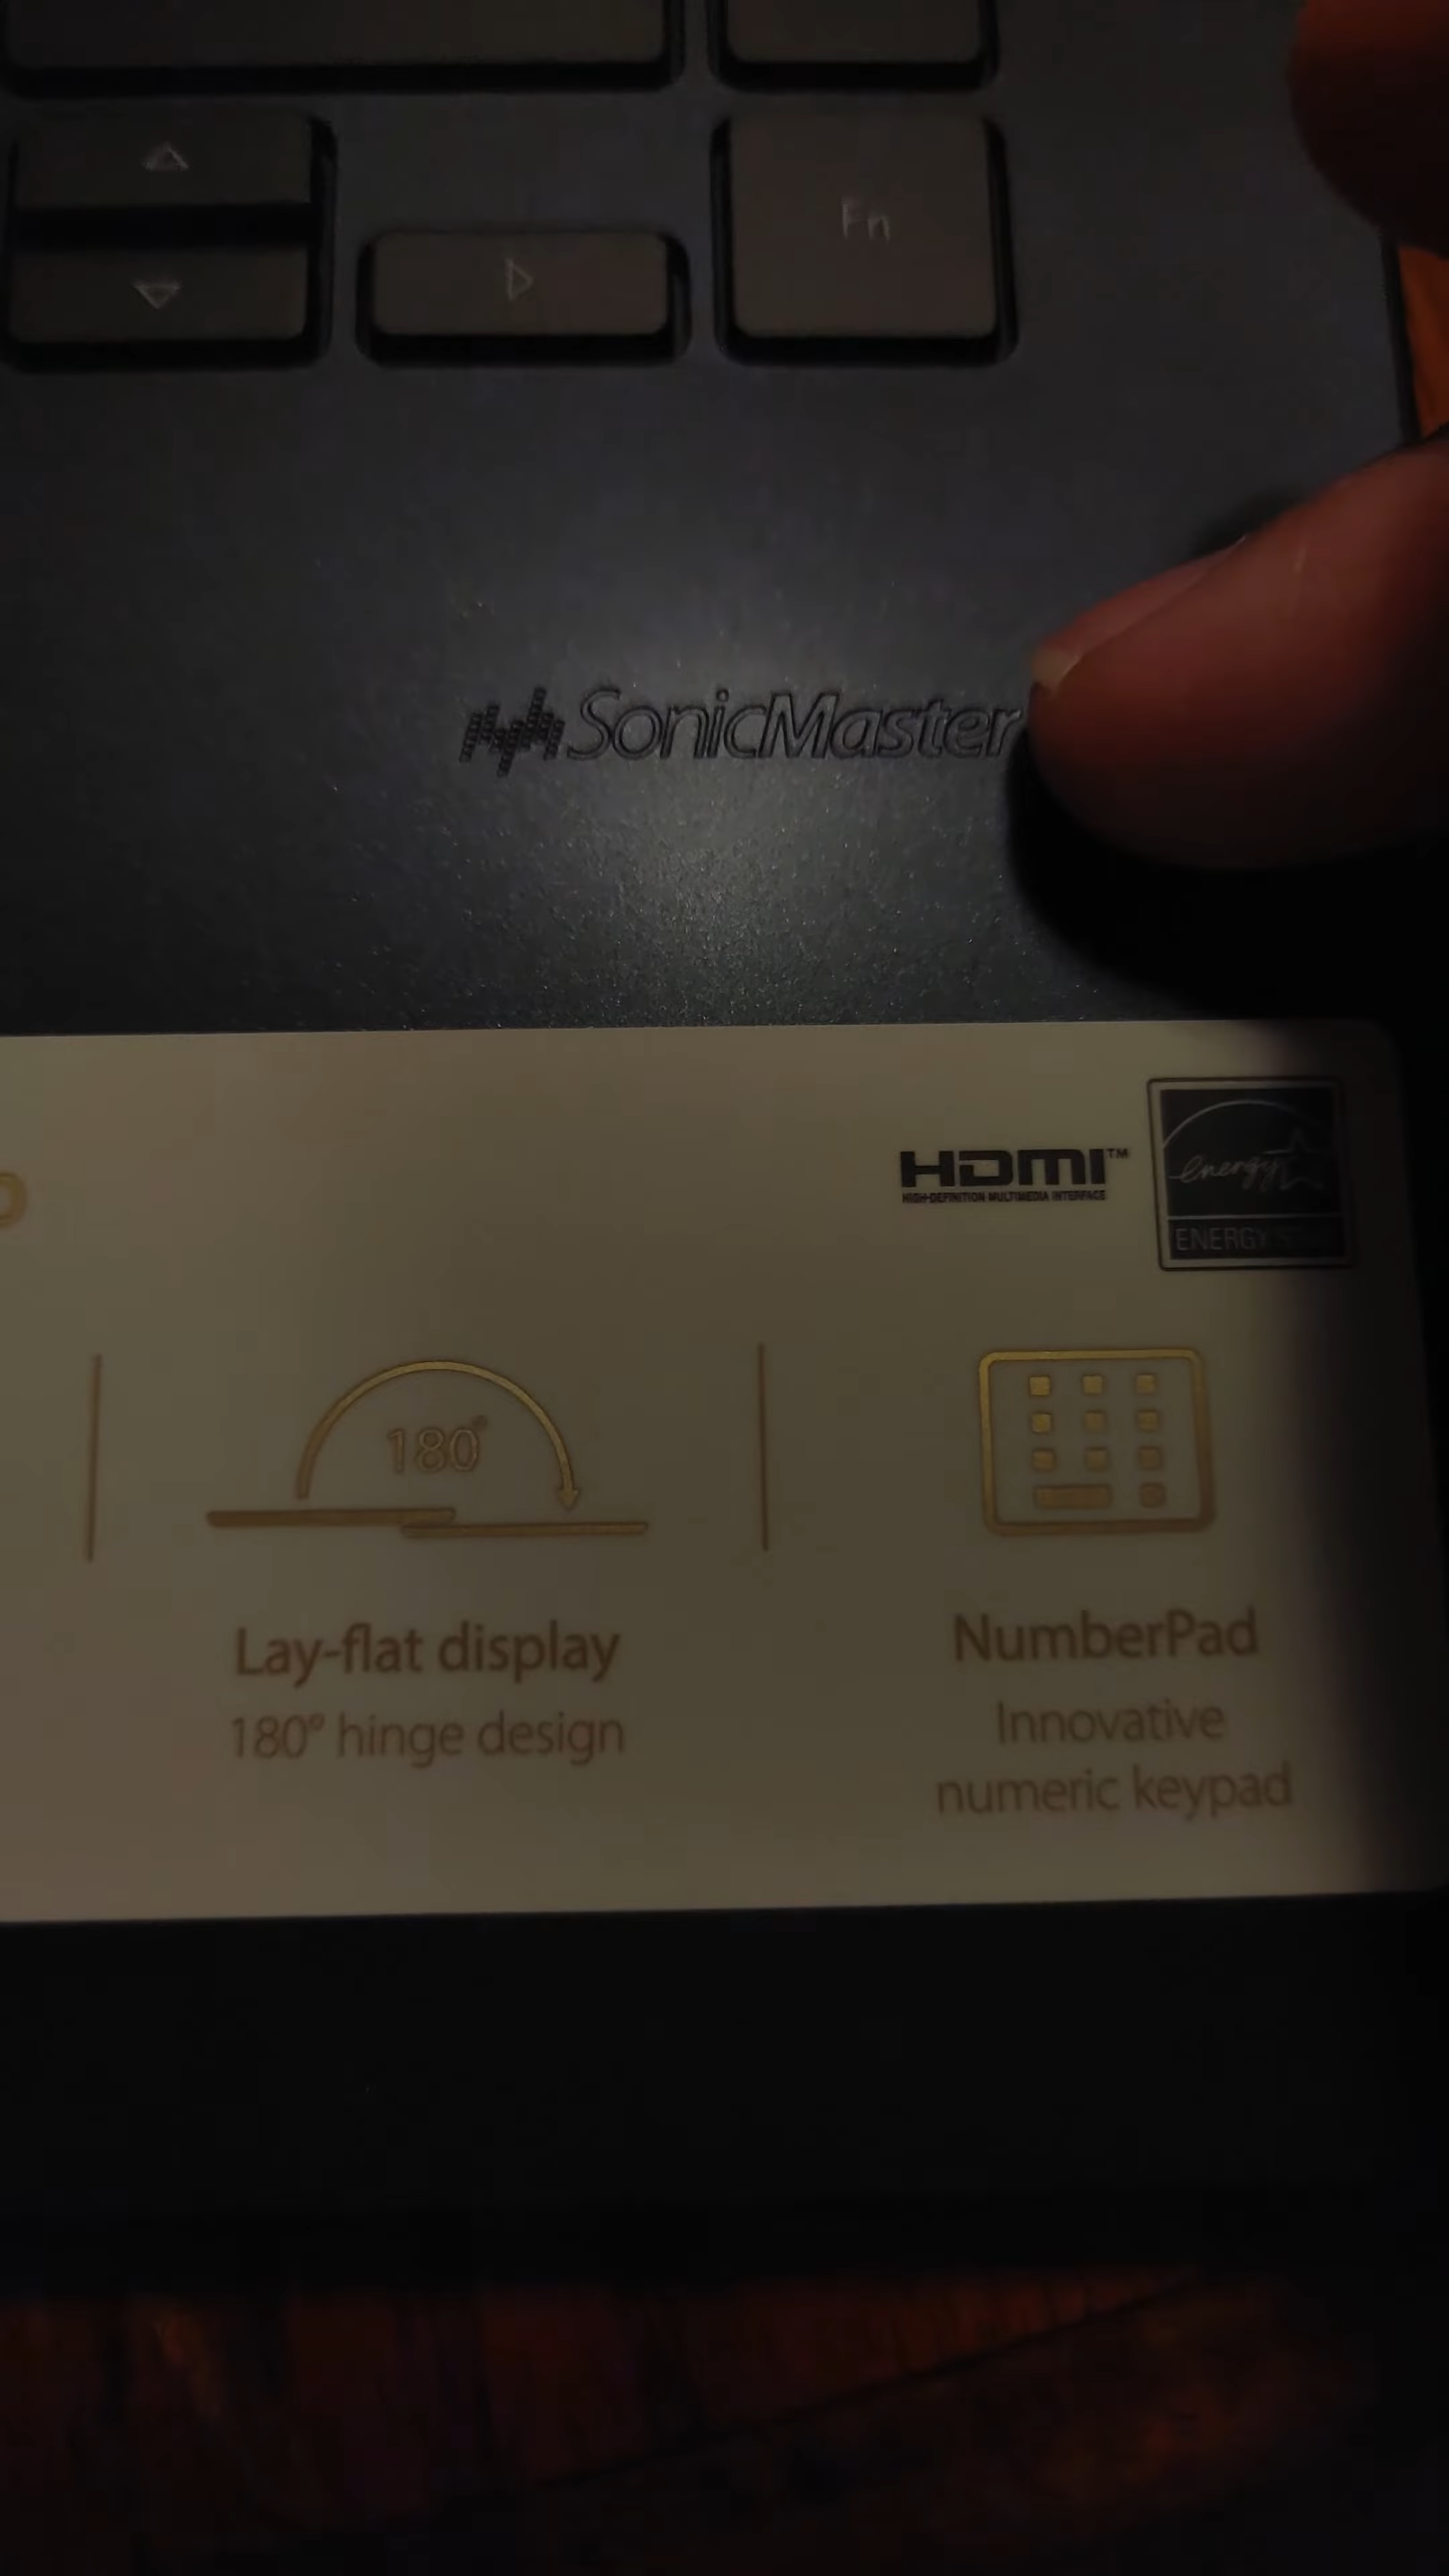 Fn
SonicMaster
HDMI™
HIGH-DEFINITION MULTIMEDIA INTERFACE
energy
ENERGY
180°
Lay-flat display
180° hinge design
NumberPad
Innovative
numeric keypad